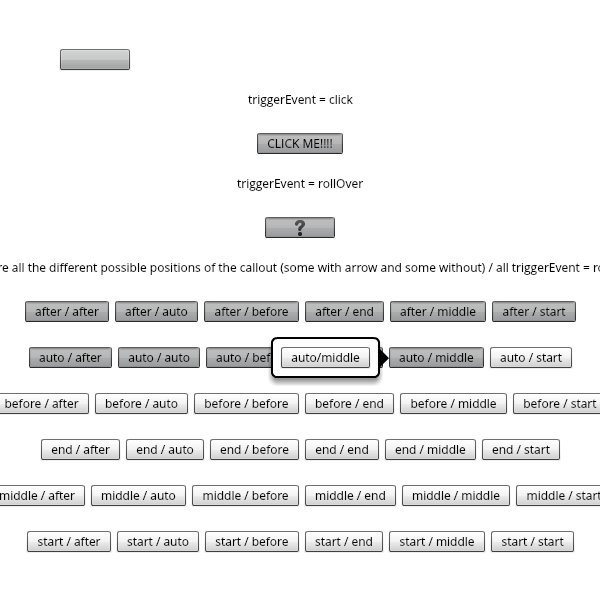 triggerEvent = click
CLICK ME!!!!
triggerEvent = rollOver
?
all the different possible positions of the callout (some with arrow and some without) / all triggerEvent =
after / after after / auto after / before after / end after / middle after / start
auto / after auto / auto auto / bef auto/middle auto / middle auto / start
before / after before / auto before / before before / end before / middle before / start
end / after end / auto end / before end / end end / middle end / start
middle / after middle / auto middle / before middle / end middle / middle middle / start
start / after start / auto start / before start / end start / middle start / start